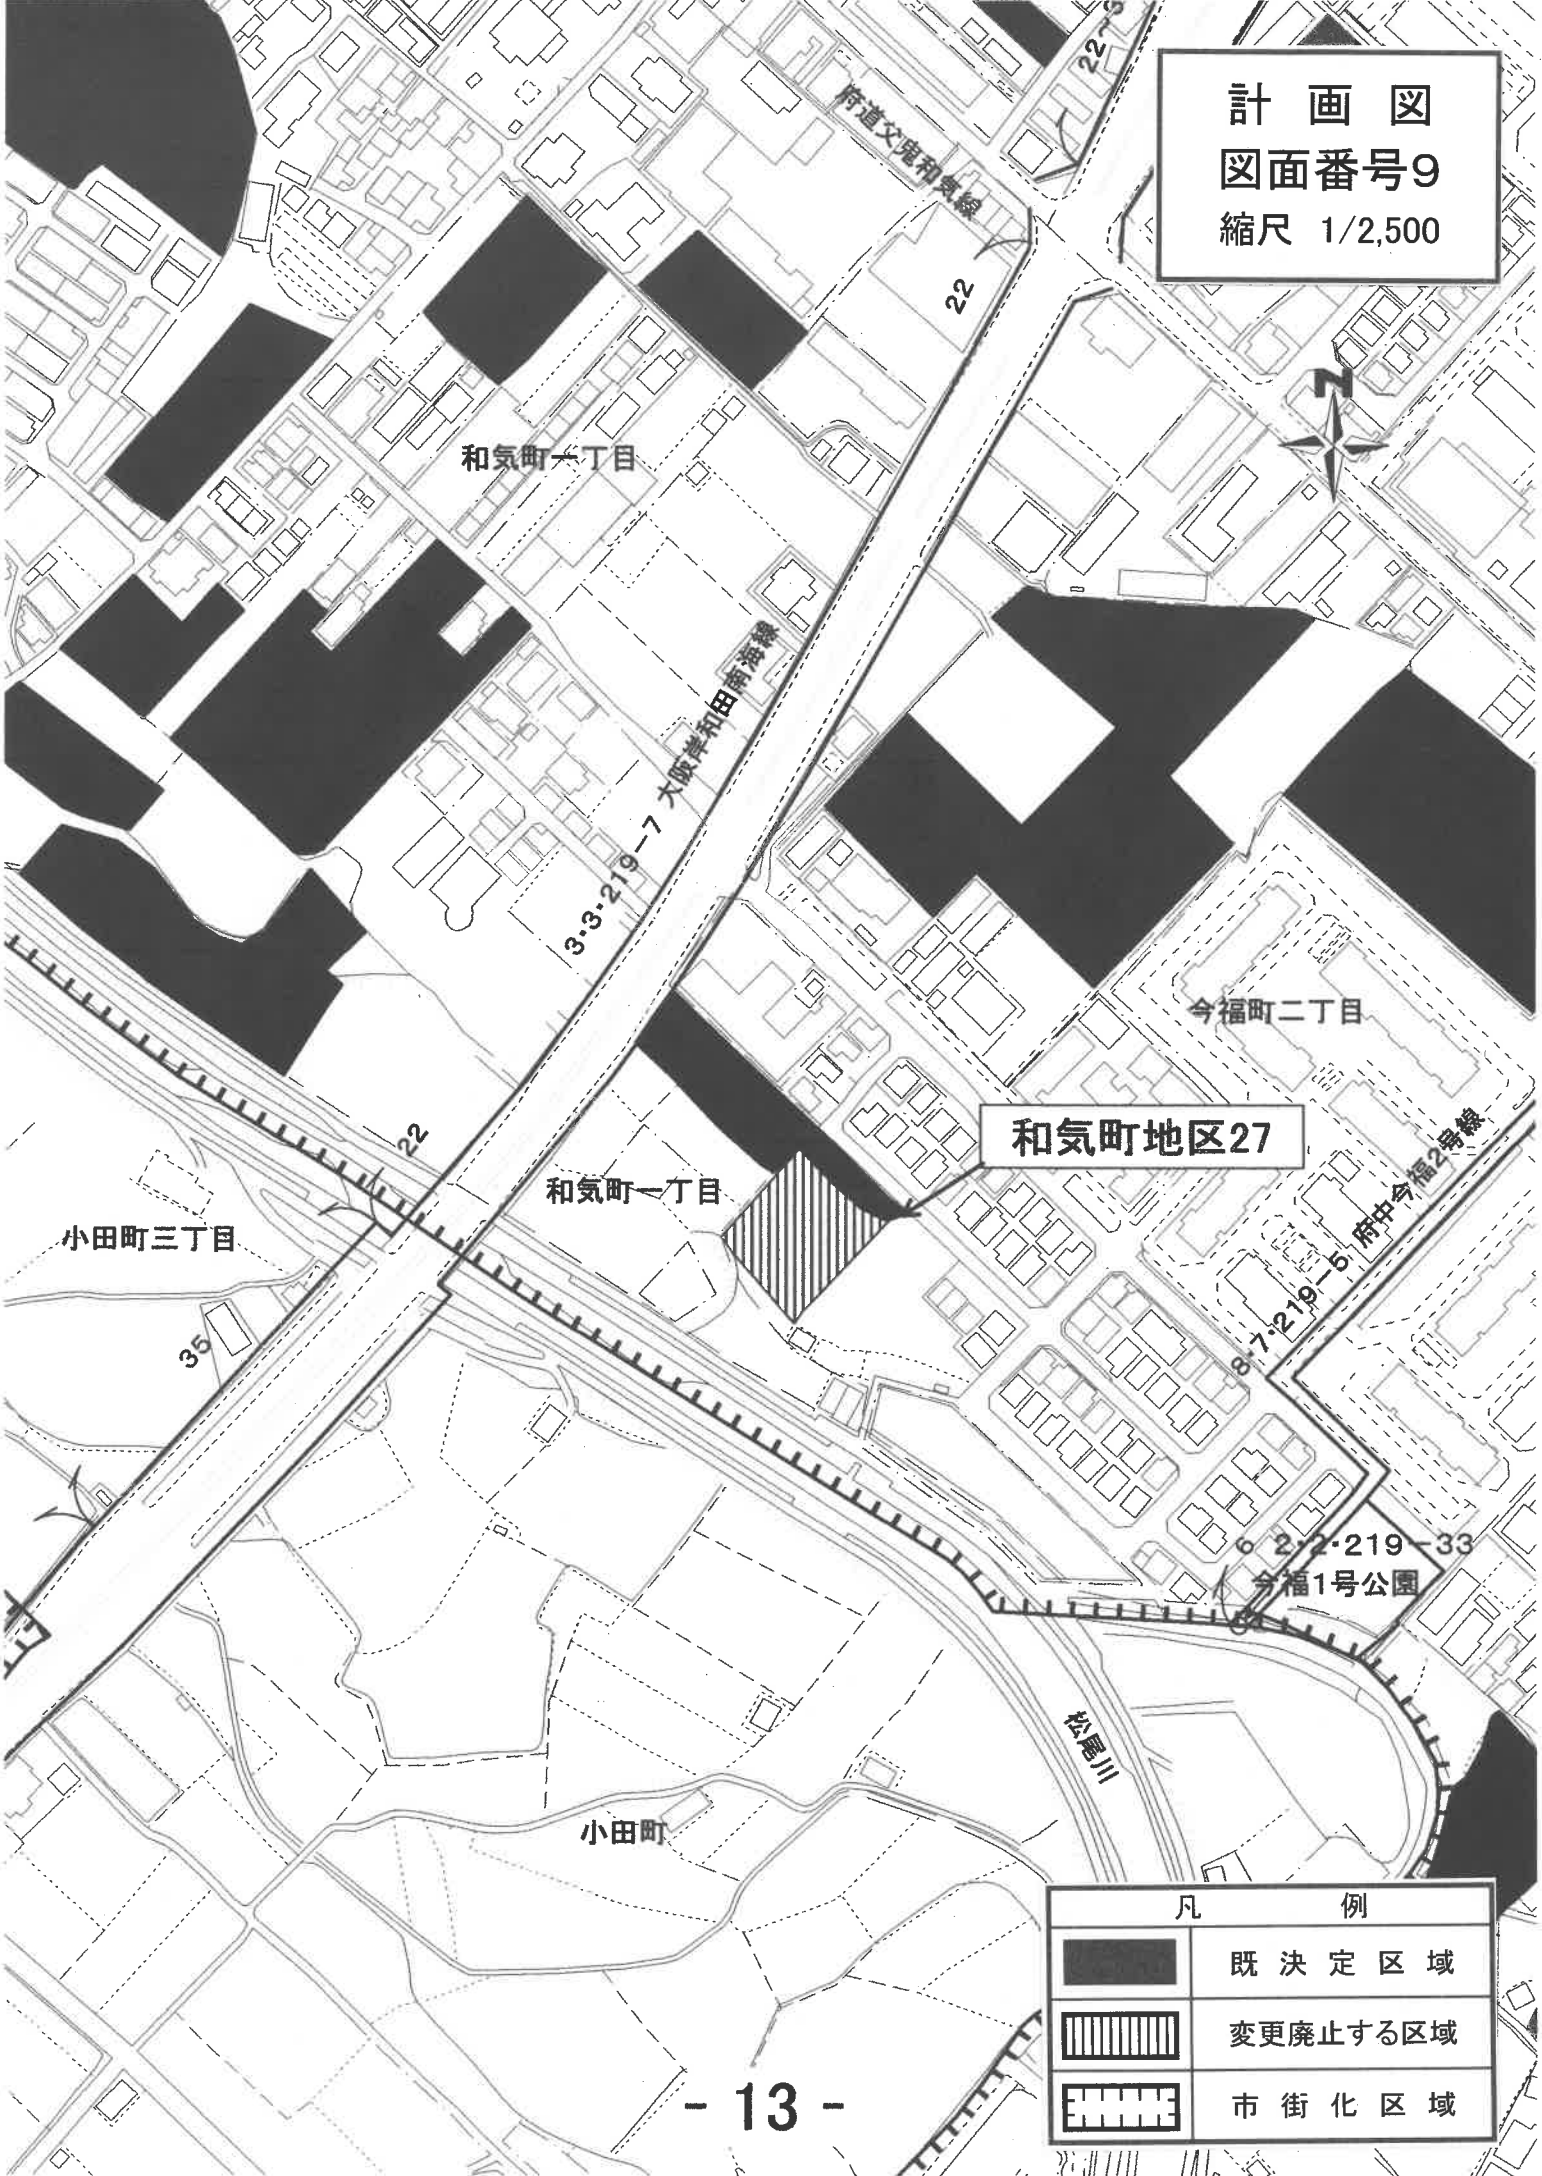 計画図
図面番号9
縮尺 1/2,500
22
府道父鬼和気線
22
N
和気町一丁目
3・3・219－7 大阪岸和田南海線
今福町二丁目
和気町地区27
22
和気町一丁目
小田町三丁目
8・7・219－5 府中今福2号線
35
6 2・2・219－33
今福1号公園
6
松尾川
小田町
凡例
既決定区域
変更廃止する区域
市街化区域
- 13 -